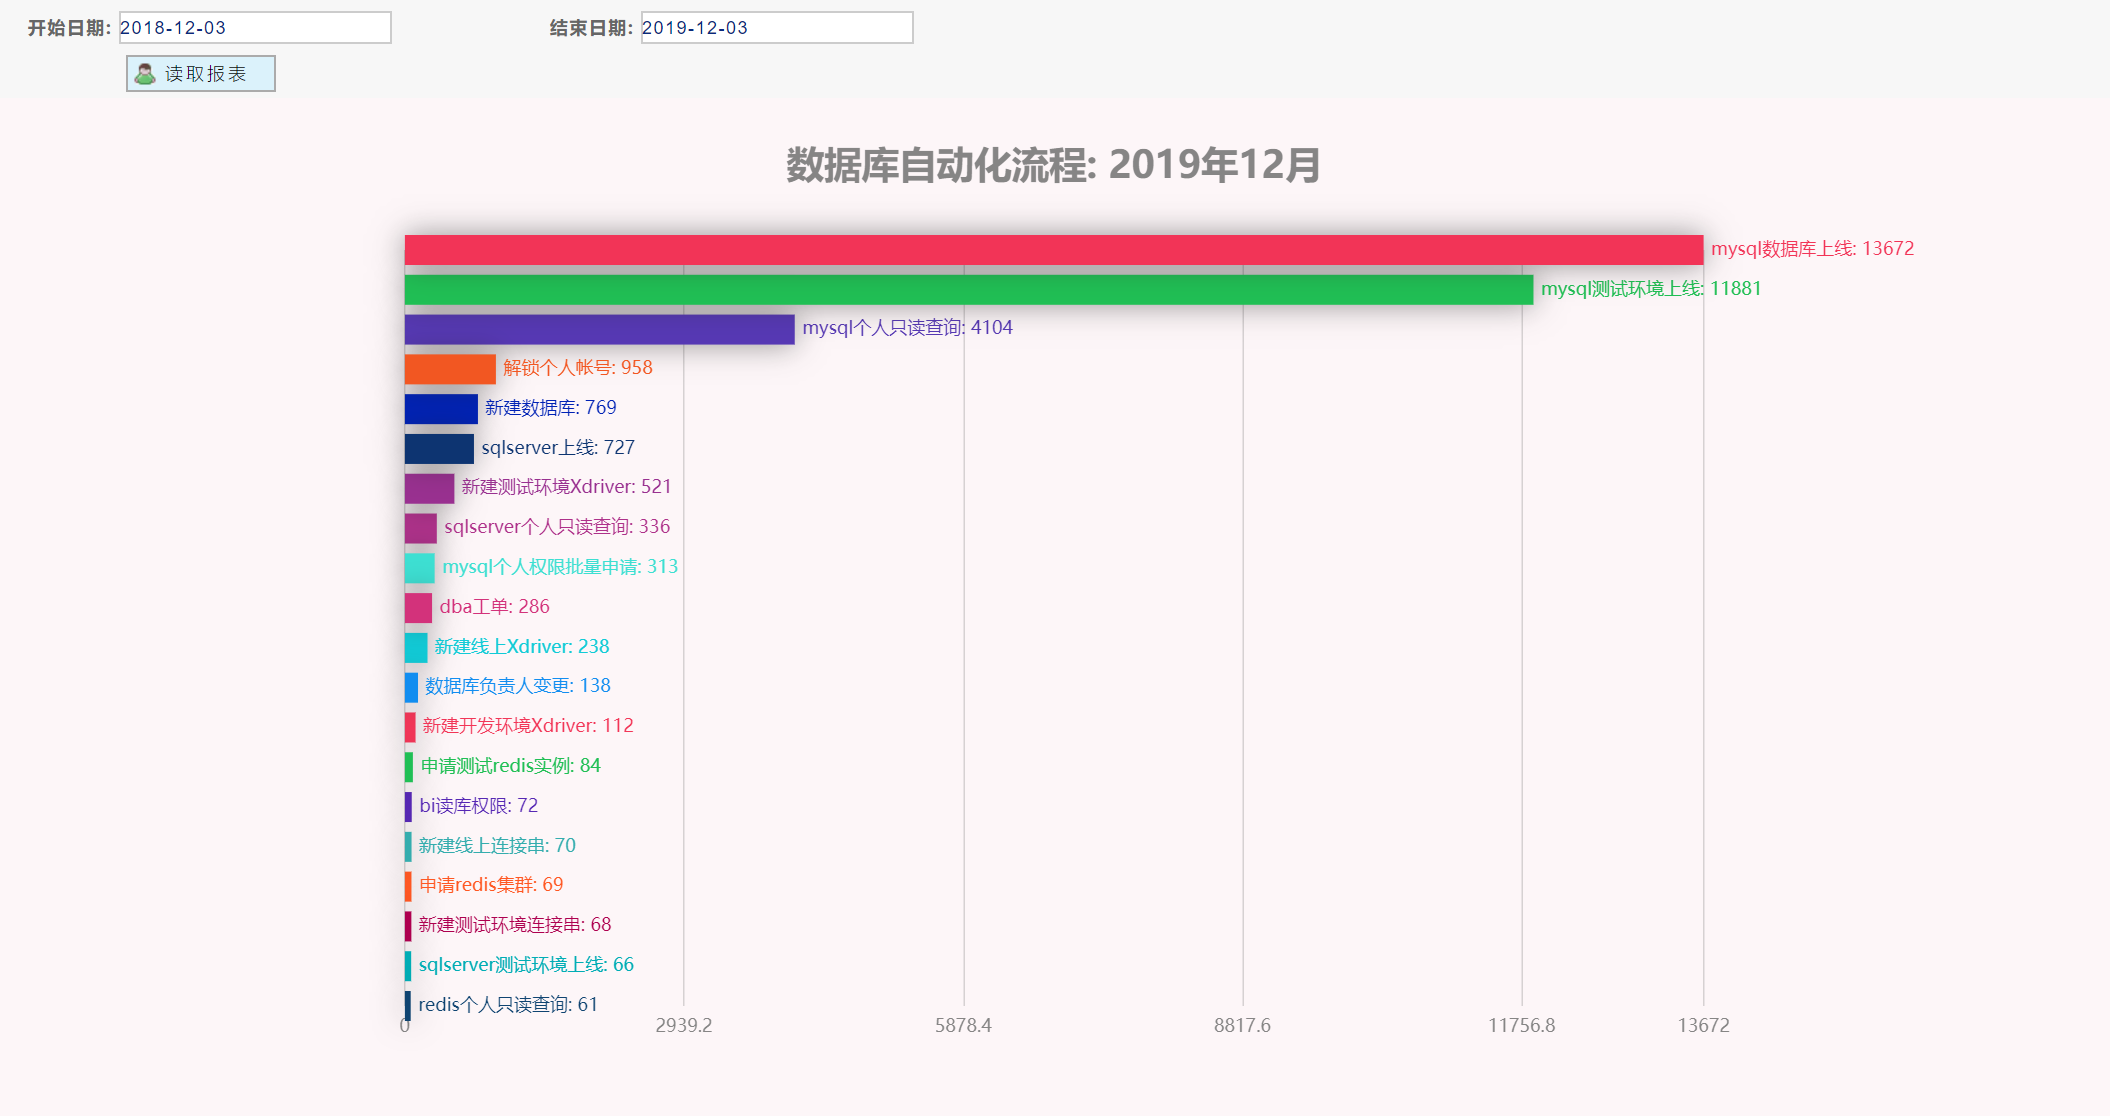 开始日期: 2018-12-03 结束日期: 2019-12-03
读取报表
数据库自动化流程: 2019年12月
mysql数据库上线: 13672
mysql测试环境上线: 11881
mysql个人只读查询: 4104
解锁个人帐号: 958
新建数据库: 769
sqlserver上线: 727
新建测试环境Xdriver: 521
sqlserver个人只读查询: 336
mysql个人权限批量申请: 313
dba工单: 286
新建线上Xdriver: 238
数据库负责人变更: 138
新建开发环境Xdriver: 112
申请测试redis实例: 84
bi读库权限: 72
新建线上连接串: 70
申请redis集群: 69
新建测试环境连接串: 68
sqlserver测试环境上线: 66
redis个人只读查询: 61
0 2939.2 5878.4 8817.6 11756.8 13672